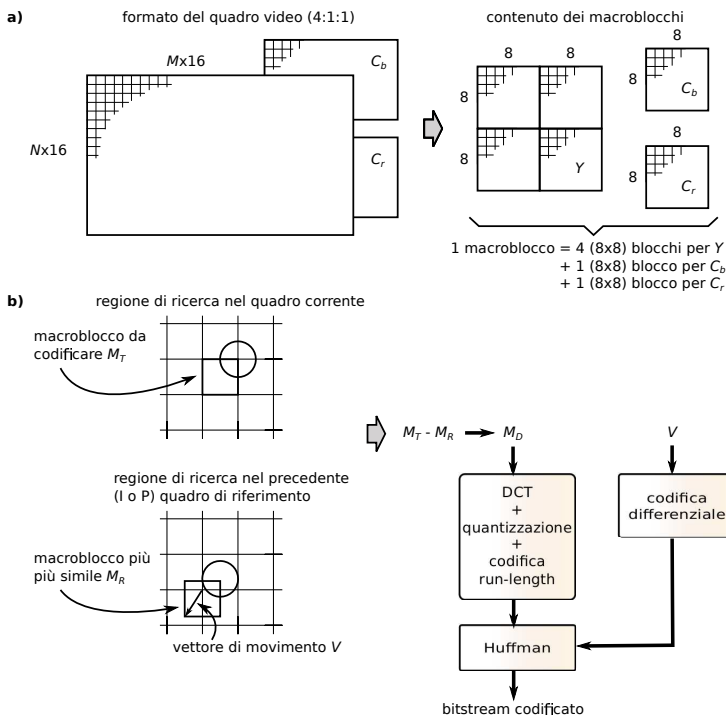 a)
formato del quadro video (4:1:1)
contenuto dei macroblocchi
Mx16
Nx16
Cb
Cr
8
8
8
8
Y
8
8
Cb
8
8
Cr
1 macroblocco = 4 (8x8) blocchi per Y
+ 1 (8x8) blocco per Cb
+ 1 (8x8) blocco per Cr
b)
regione di ricerca nel quadro corrente
macroblocco da
codificare MT
regione di ricerca nel precedente
(I o P) quadro di riferimento
macroblocco più
più simile MR
vettore di movimento V
MT - MR
MD
V
DCT
+
quantizzazione
+
codifica
run-length
codifica
differenziale
Huffman
bitstream codificato